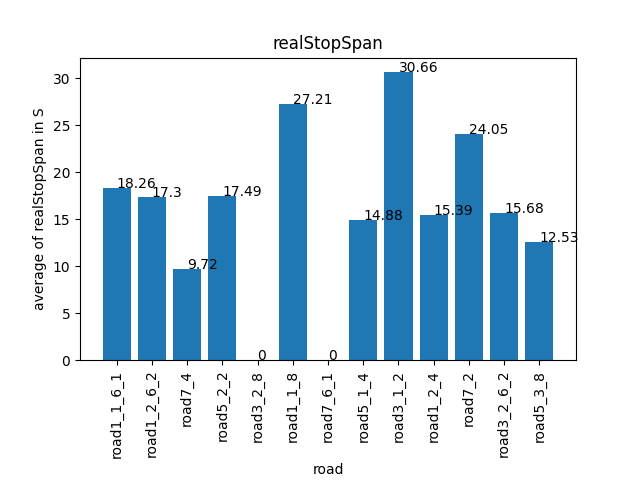 realStopSpan
average of realStopSpan in S
30
25
20
15
10
5
0
18.26
17.3
9.72
17.49
0
27.21
0
14.88
30.66
15.39
24.05
15.68
12.53
road1_1_6_1
road1_2_6_2
road7_4
road5_2_2
road3_2_8
road1_1_8
road7_6_1
road5_1_4
road3_1_2
road1_2_4
road7_2
road3_2_6_2
road5_3_8
road